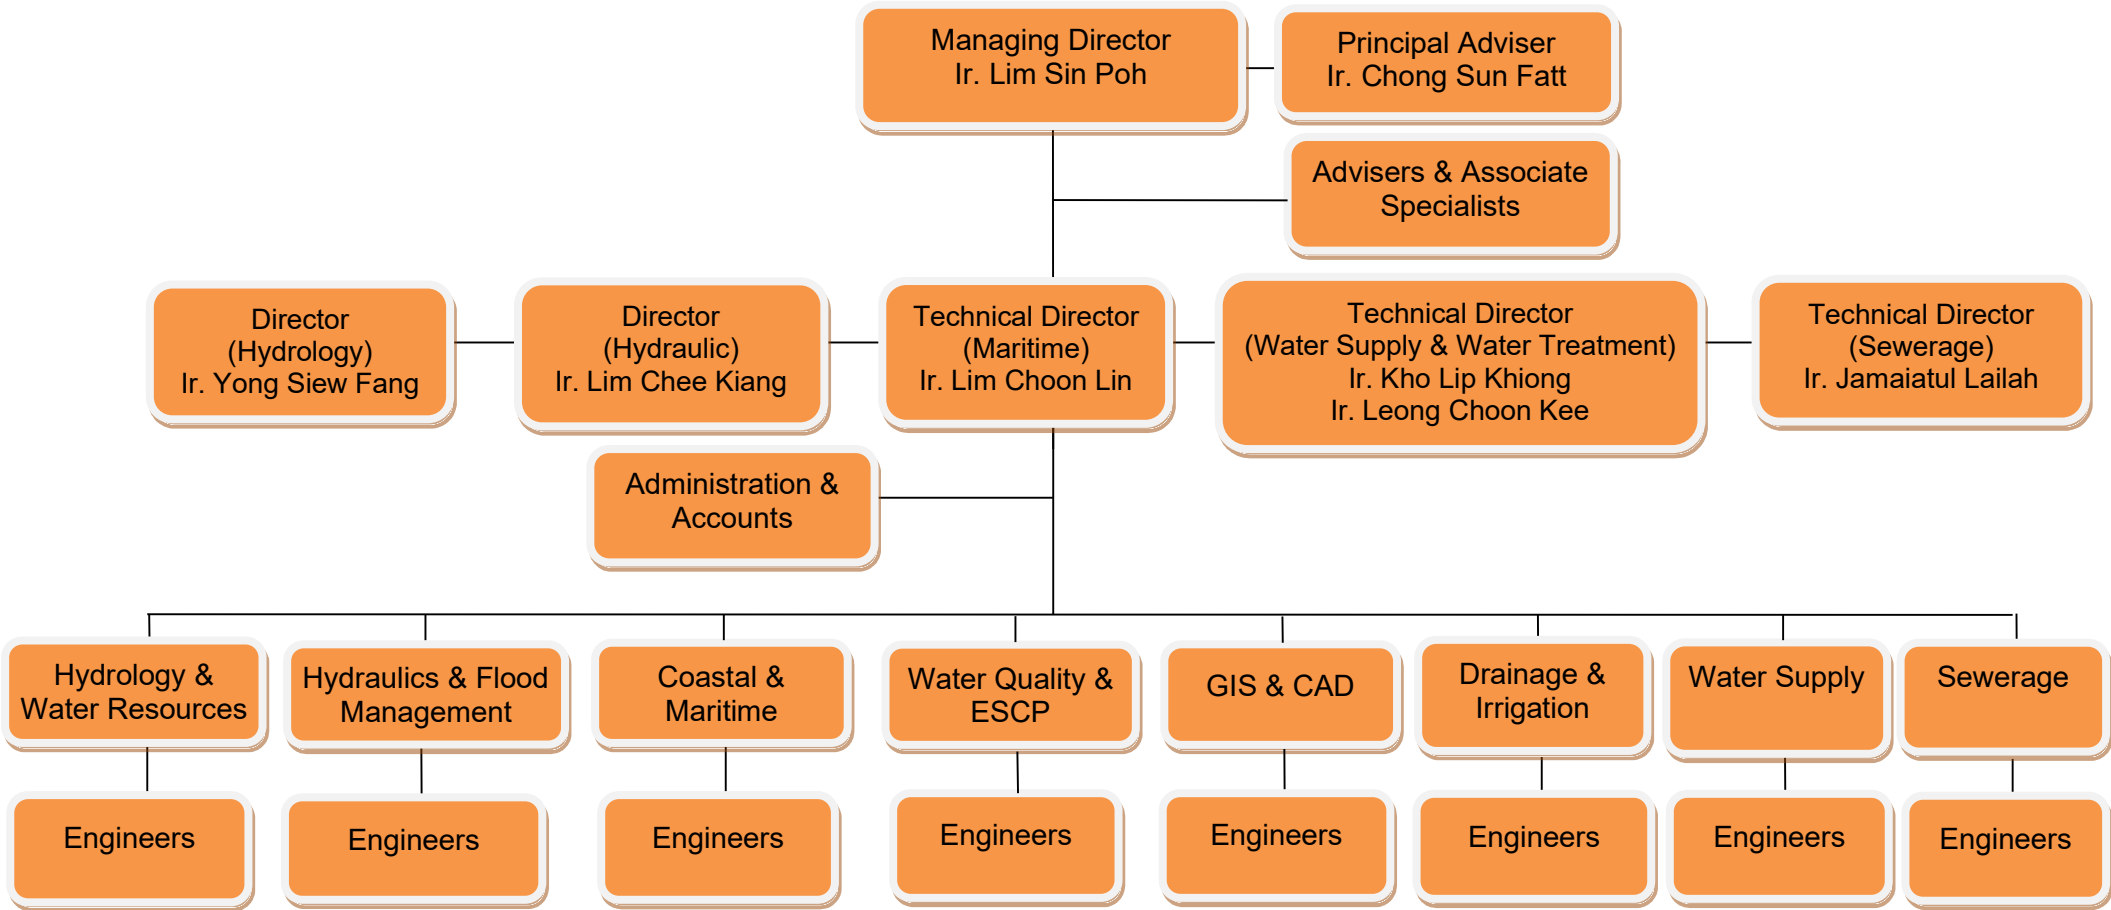 Managing Director
Ir. Lim Sin Poh
Principal Adviser
Ir. Chong Sun Fatt
Advisers & Associate
Specialists
Director
(Hydrology)
Ir. Yong Siew Fang
Director
(Hydraulic)
Ir. Lim Chee Kiang
Technical Director
(Maritime)
Ir. Lim Choon Lin
Technical Director
(Water Supply & Water Treatment)
Ir. Kho Lip Khiong
Ir. Leong Choon Kee
Technical Director
(Sewerage)
Ir. Jamaiatul Lailah
Administration &
Accounts
Hydrology &
Water Resources
Hydraulics & Flood
Management
Coastal &
Maritime
Water Quality &
ESCP
GIS & CAD
Drainage &
Irrigation
Water Supply
Sewerage
Engineers
Engineers
Engineers
Engineers
Engineers
Engineers
Engineers
Engineers